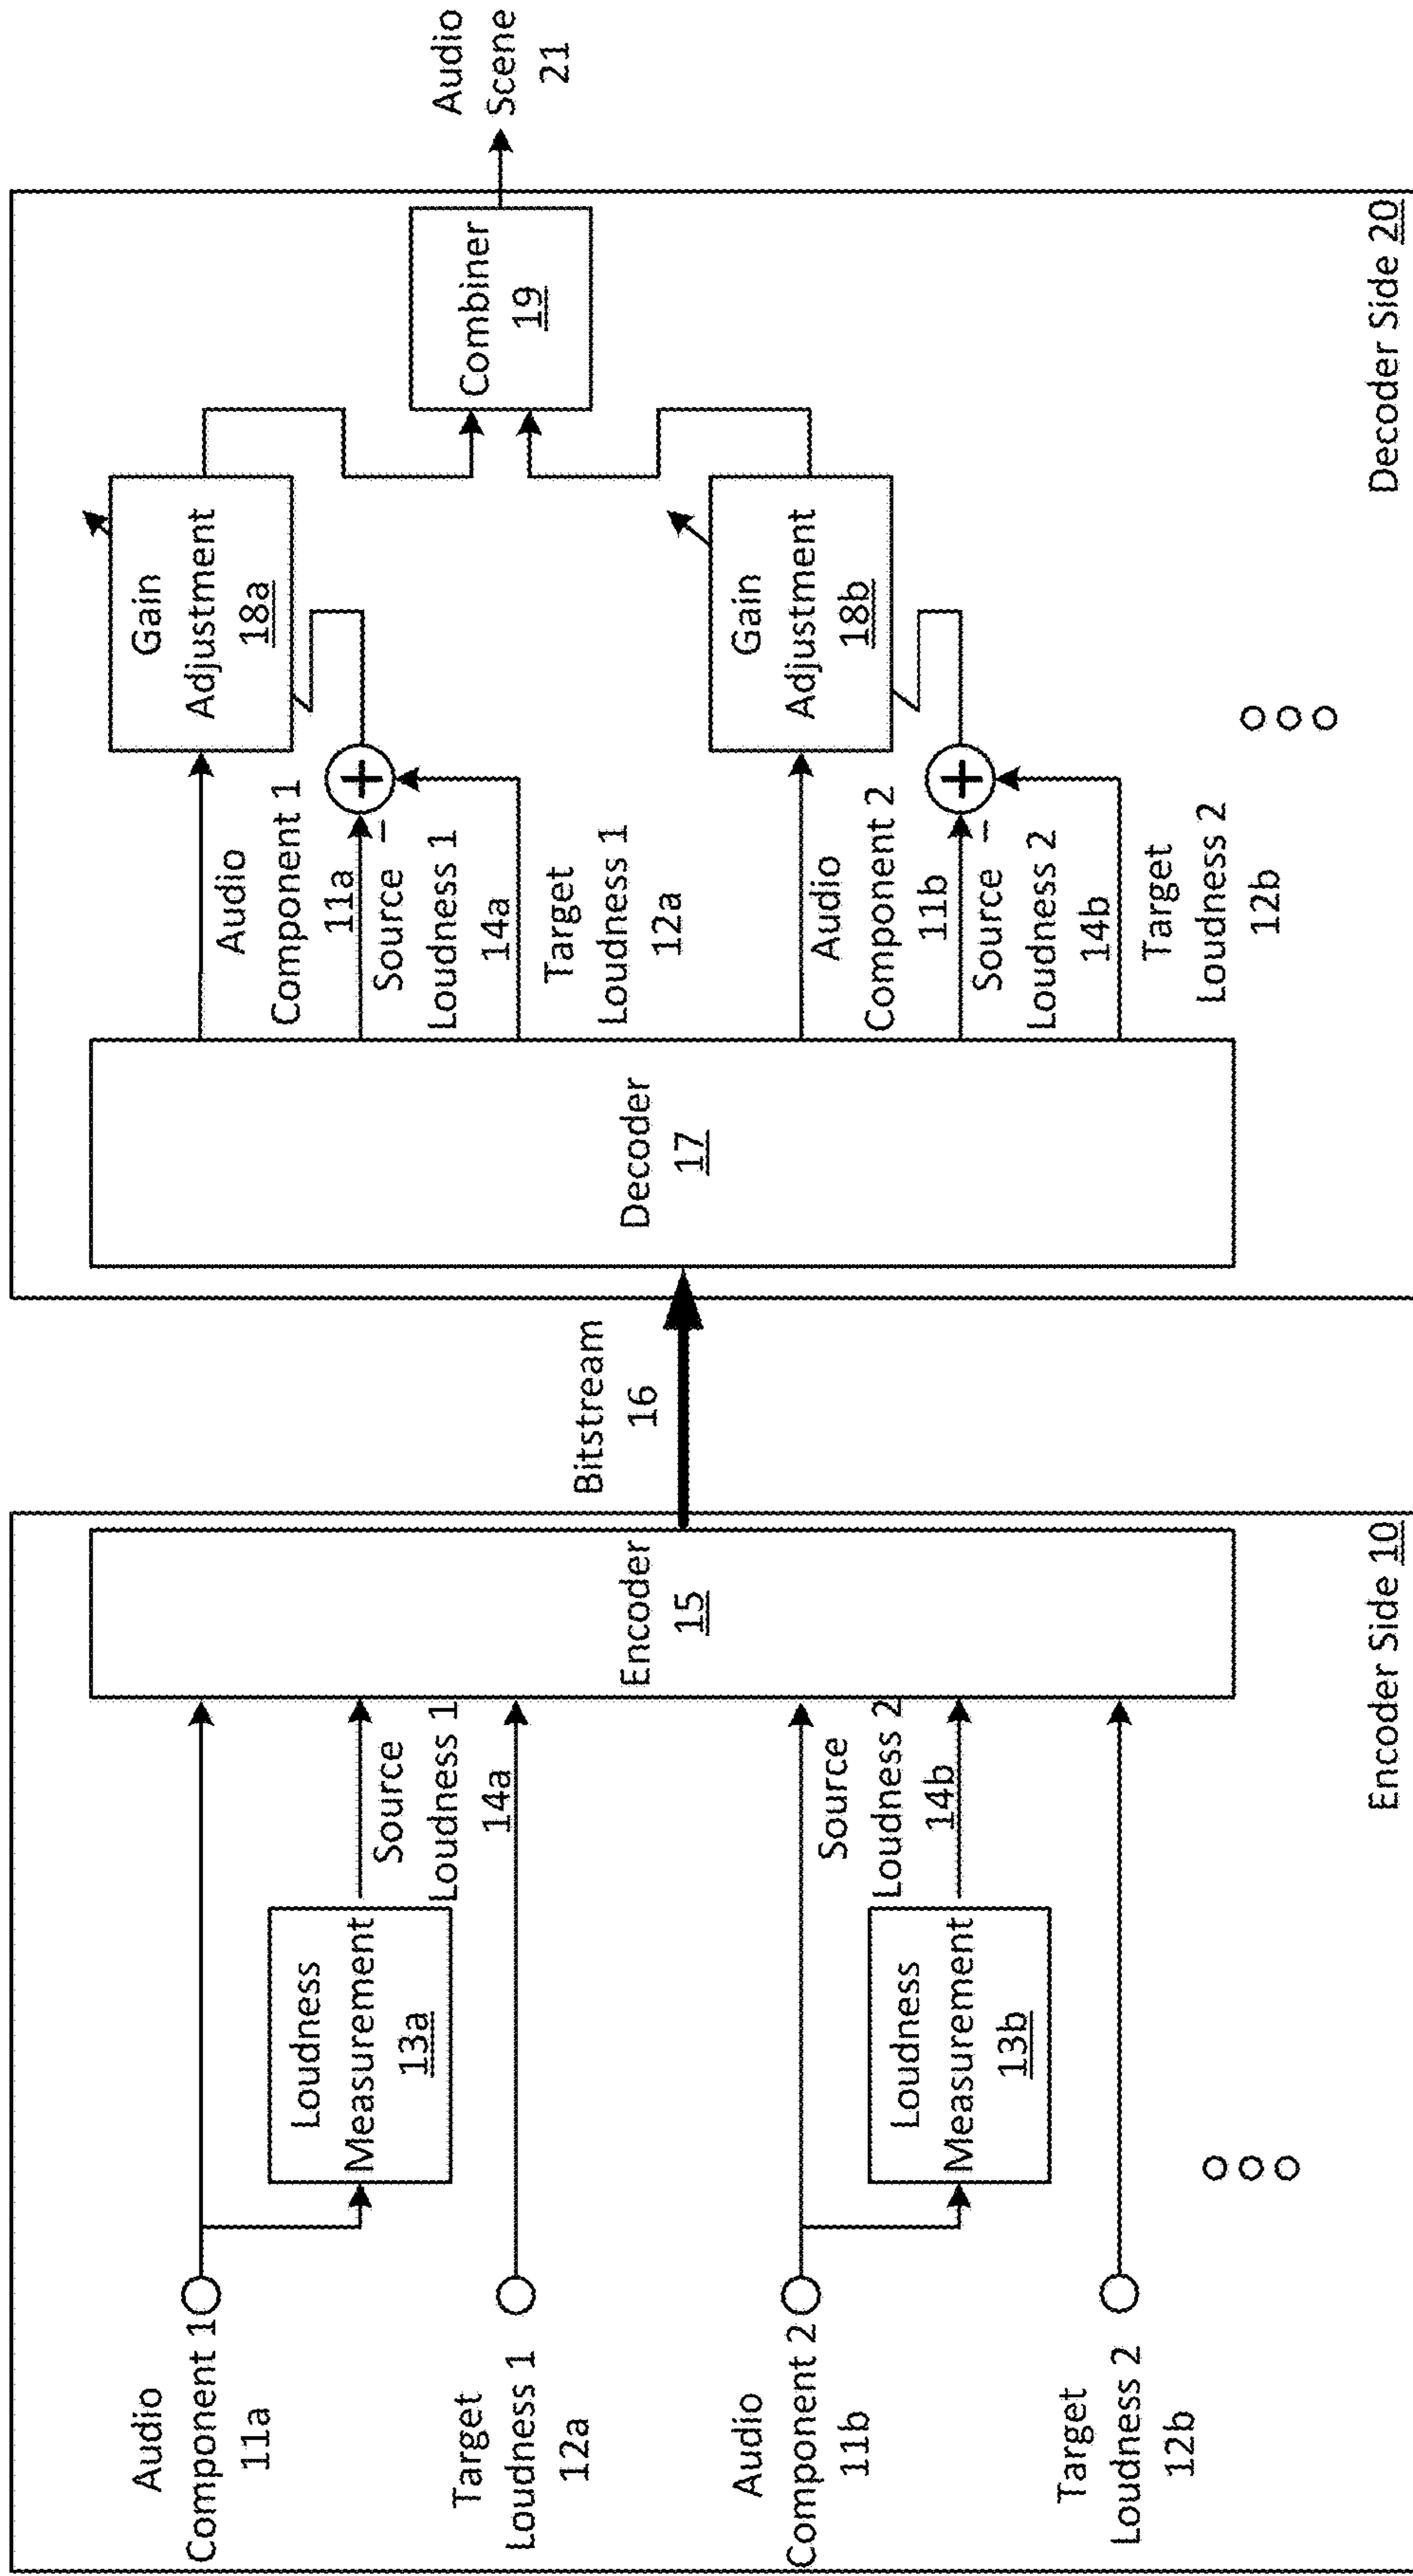 Audio
Component 1
11a
Target
Loudness 1
12a
Audio
Component 2
11b
Target
Loudness 2
12b
Loudness
Measurement
13a
Source
Loudness 1
14a
Loudness
Measurement
13b
Source
Loudness 2
14b
Encoder
15
Encoder Side 10
Bitstream
16
Decoder
17
Audio
Component 1
11a
Source
Loudness 1
14a
Target
Loudness 1
12a
Audio
Component 2
11b
Source
Loudness 2
14b
Target
Loudness 2
12b
+
−
+
−
Gain
Adjustment
18a
Gain
Adjustment
18b
Combiner
19
Decoder Side 20
Audio
Scene
21